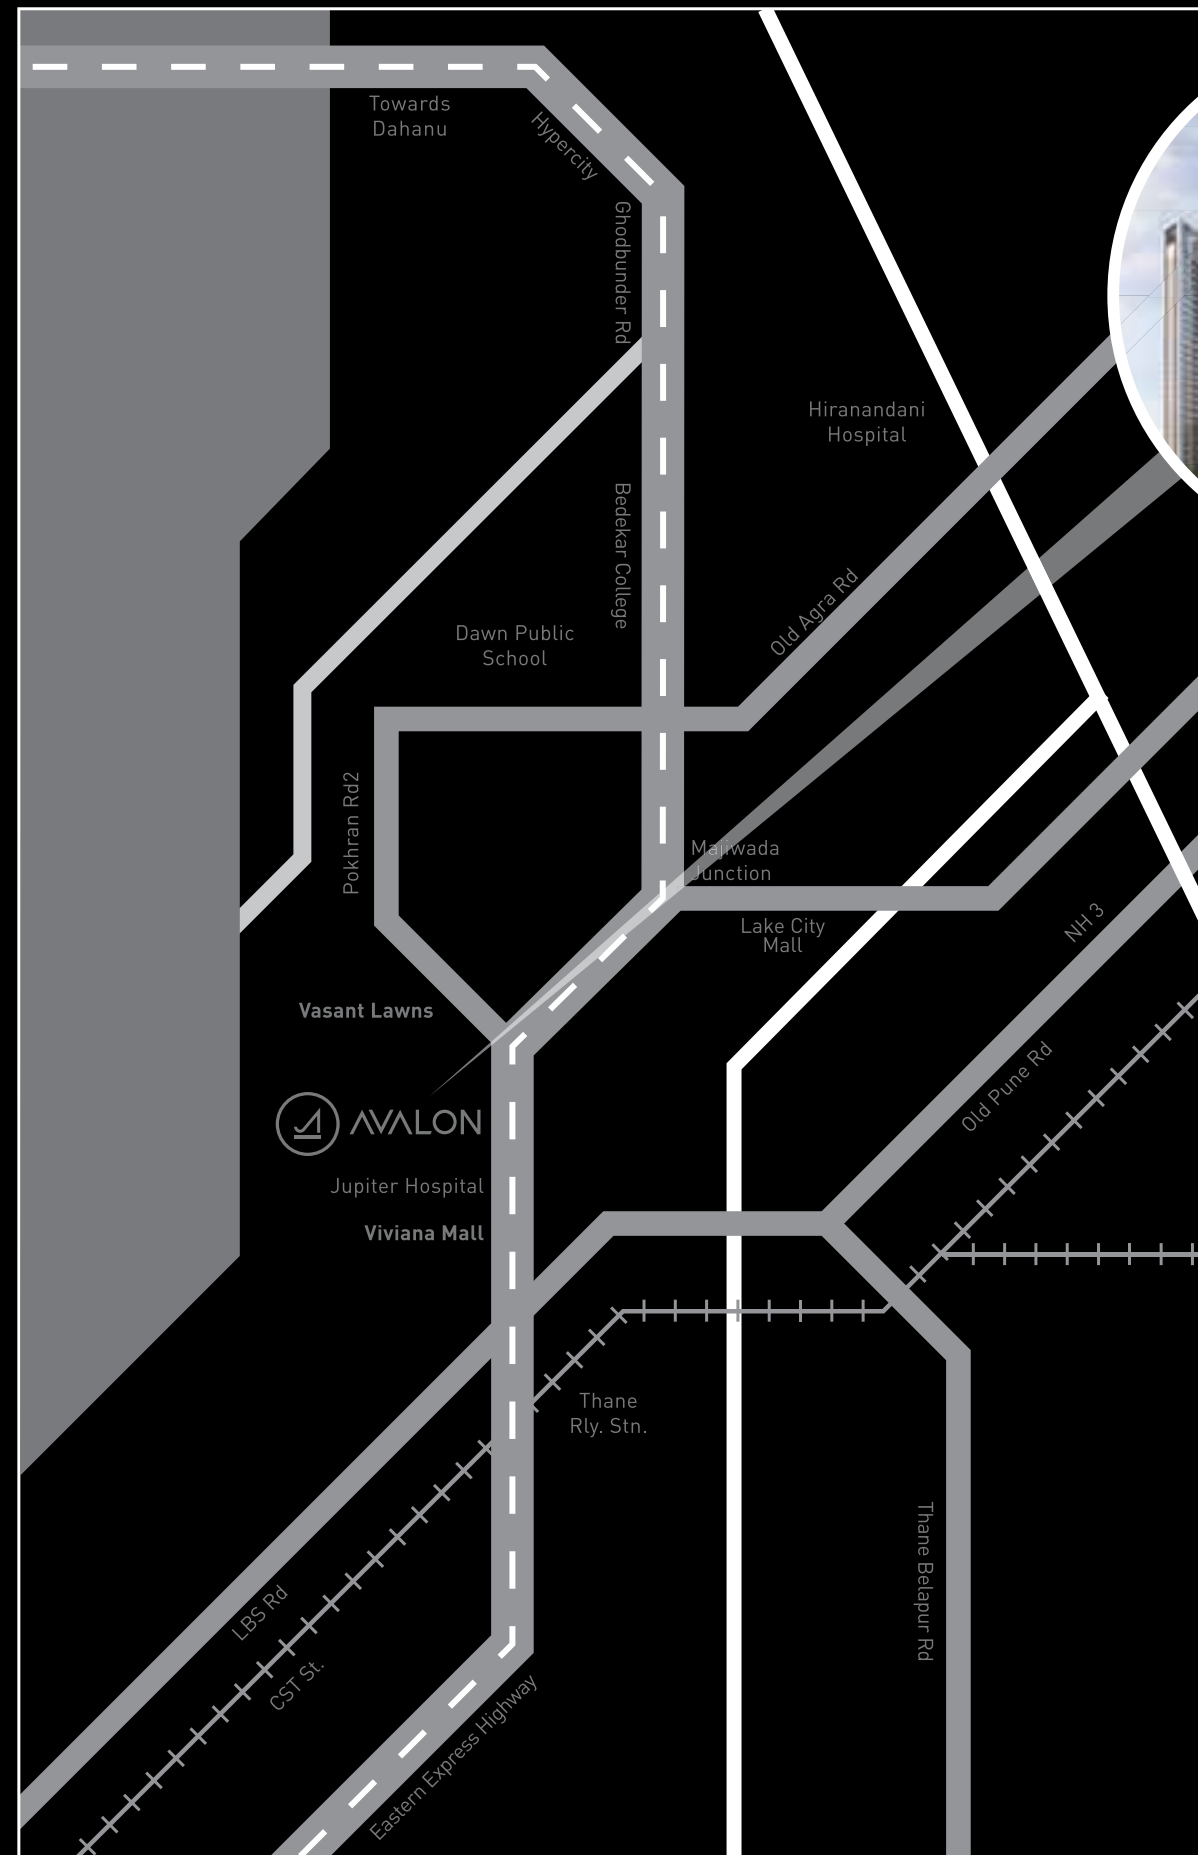 Towards
Dahanu
Hypercity
Ghodbunder Rd
Hiranandani
Hospital
Bedekar College
Old Agra Rd
Dawn Public
School
Pokhran Rd2
Majiwada
Junction
Lake City
Mall
NH 3
Vasant Lawns
Old Pune Rd
AVALON
Jupiter Hospital
Viviana Mall
Thane
Rly. Stn.
Thane Belapur Rd
LBS Rd
CST St.
Eastern Express Highway